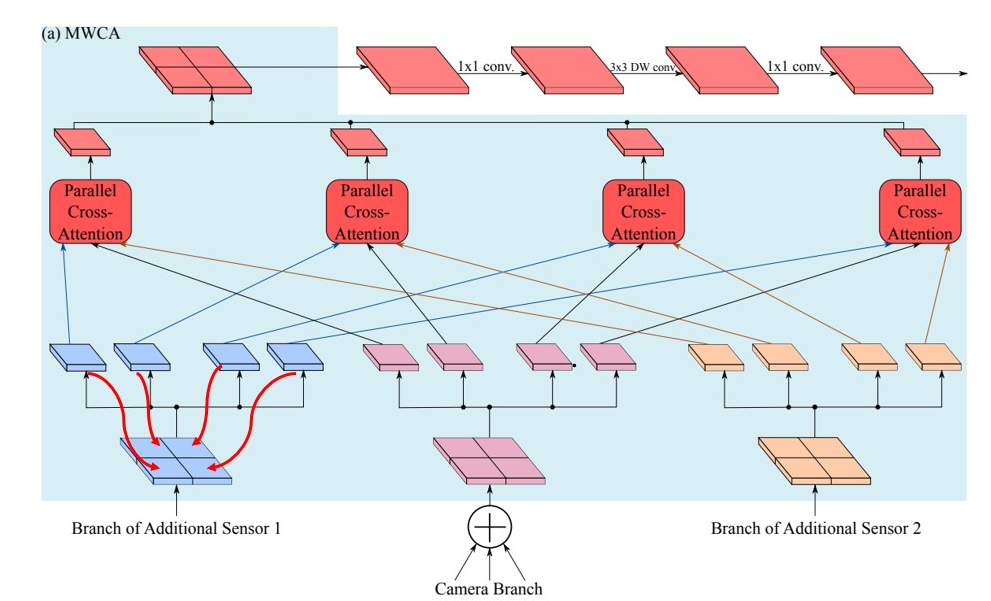 (a) MWCA
1x1 conv.
3x3 DW conv.
1x1 conv.
Parallel
Cross-
Attention
Parallel
Cross-
Attention
Parallel
Cross-
Attention
Parallel
Cross-
Attention
Branch of Additional Sensor 1
Branch of Additional Sensor 2
Camera Branch